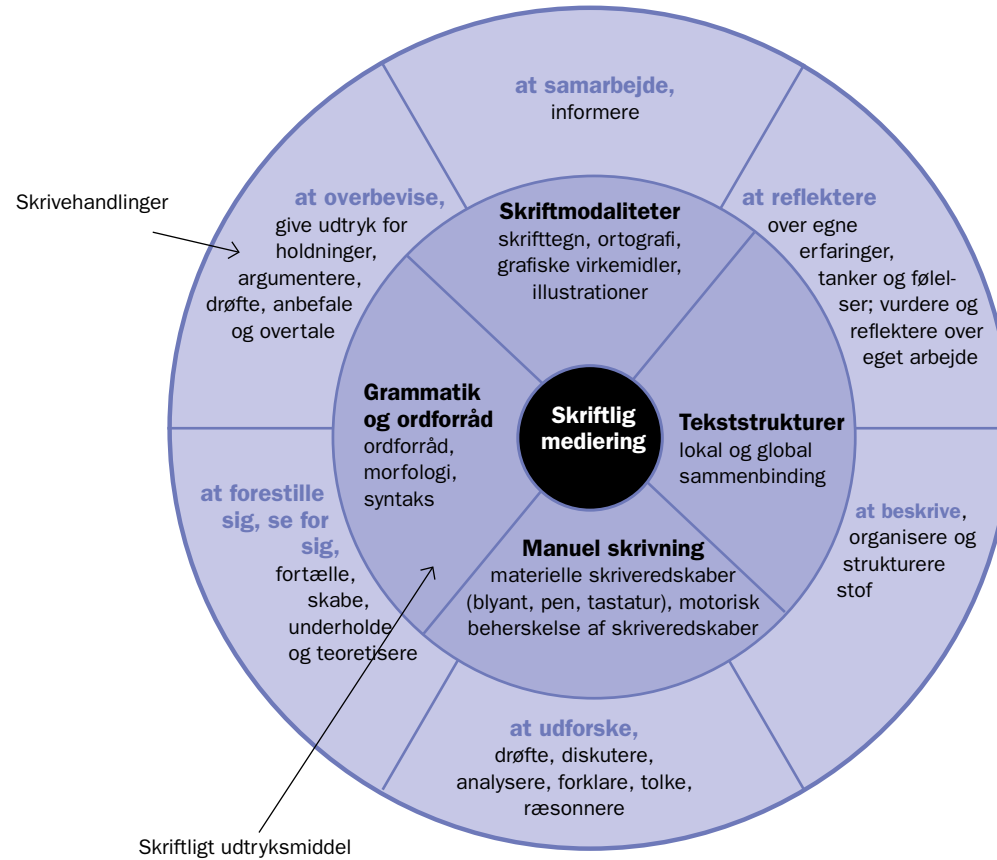 at samarbejde,
informere
Skrivehandlinger
at overbevise,
give udtryk for
holdninger,
argumentere,
drøfte, anbefale
og overtale
Skriftmodaliteter
skrifttegn, ortografi,
grafiske virkemidler,
illustrationer
at reflektere
over egne
erfaringer,
tanker og følel-
ser; vurdere og
reflektere over
eget arbejde
Grammatik
og ordforråd
ordforråd,
morfologi,
syntaks
Skriftlig
mediering
Tekststrukturer
lokal og global
sammenbinding
at forestille
sig, se for
sig,
fortælle,
skabe,
underholde
og teoretisere
Manuel skrivning
materielle skriveredskaber
(blyant, pen, tastatur), motorisk
beherskelse af skriveredskaber
at beskrive,
organisere og
strukturere
stof
at udforske,
drøfte, diskutere,
analysere, forklare, tolke,
ræsonnere
Skriftligt udtryksmiddel